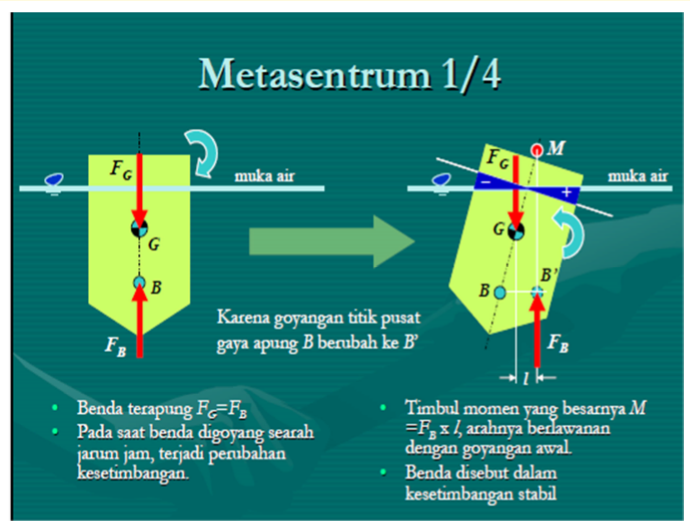 Metasentrum 1/4
F_G
muka air
G
B
F_B
M
F_G
muka air
−
+
G
B
B'
F_B
l
Karena goyangan titik pusat
gaya apung B berubah ke B'
• Benda terapung F_G=F_B
• Pada saat benda digoyang searah
jarum jam, terjadi perubahan
kesetimbangan.
• Timbul momen yang besarnya M
=F_B x l, arahnya berlawanan
dengan goyangan awal.
• Benda disebut dalam
kesetimbangan stabil